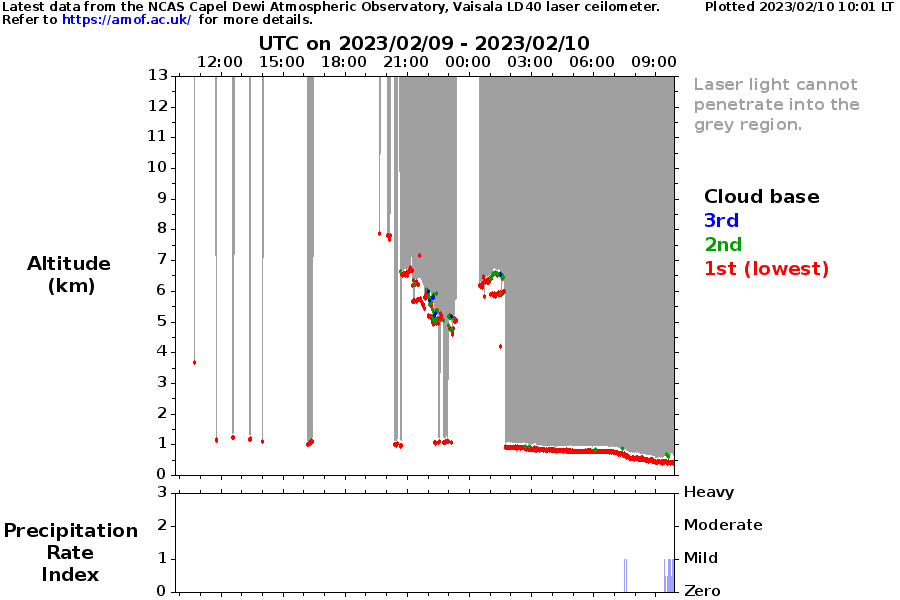 Latest data from the NCAS Capel Dewi Atmospheric Observatory, Vaisala LD40 laser ceilometer.
Plotted 2023/02/10 10:01 LT
Refer to https://amof.ac.uk/ for more details.
UTC on 2023/02/09 - 2023/02/10
12:00 15:00 18:00 21:00 00:00 03:00 06:00 09:00
13
12
11
10
9
8
7
6
5
4
3
2
1
0
Altitude
(km)
Laser light cannot
penetrate into the
grey region.
Cloud base
3rd
2nd
1st (lowest)
3 Heavy
2 Moderate
1 Mild
0 Zero
Precipitation
Rate
Index